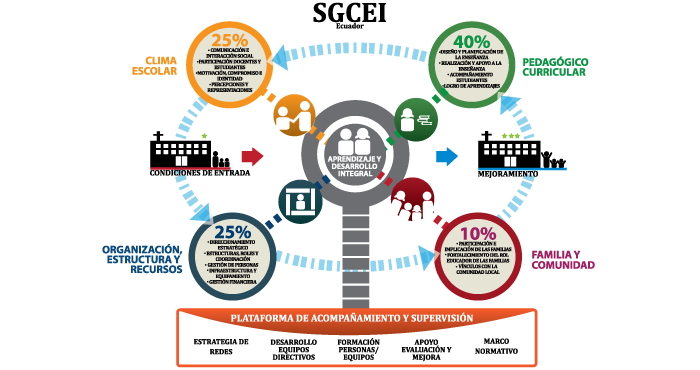 SGCEI
Ecuador
CLIMA
ESCOLAR
25%
• COMUNICACIÓN E
INTERACCIÓN SOCIAL
• PARTICIPACIÓN DOCENTES Y
ESTUDIANTES
• MOTIVACIÓN, COMPROMISO E
IDENTIDAD
• PERCEPCIONES Y
REPRESENTACIONES
40%
• DISEÑO Y PLANIFICACIÓN DE
LA ENSEÑANZA
• REALIZACIÓN Y APOYO A LA
ENSEÑANZA
• ACOMPAÑAMIENTO
ESTUDIANTES
• LOGRO DE APRENDIZAJES
PEDAGÓGICO
CURRICULAR
CONDICIONES DE ENTRADA
APRENDIZAJE Y
DESARROLLO
INTEGRAL
MEJORAMIENTO
ORGANIZACIÓN,
ESTRUCTURA Y
RECURSOS
25%
• DIRECCIONAMIENTO
ESTRATÉGICO
• ESTRUCTURAS, ROLES Y
COORDINACIÓN
• GESTIÓN DE PERSONAS
• INFRAESTRUCTURA Y
EQUIPAMIENTO
• GESTIÓN FINANCIERA
10%
• PARTICIPACIÓN E
IMPLICACIÓN DE LAS FAMILIAS
• FORTALECIMIENTO DEL ROL
EDUCADOR DE LAS FAMILIAS
• VÍNCULOS CON LA
COMUNIDAD LOCAL
FAMILIA Y
COMUNIDAD
PLATAFORMA DE ACOMPAÑAMIENTO Y SUPERVISIÓN
ESTRATEGIA DE
REDES
DESARROLLO
EQUIPOS
DIRECTIVOS
FORMACIÓN
PERSONAS/
EQUIPOS
APOYO
EVALUACIÓN Y
MEJORA
MARCO
NORMATIVO